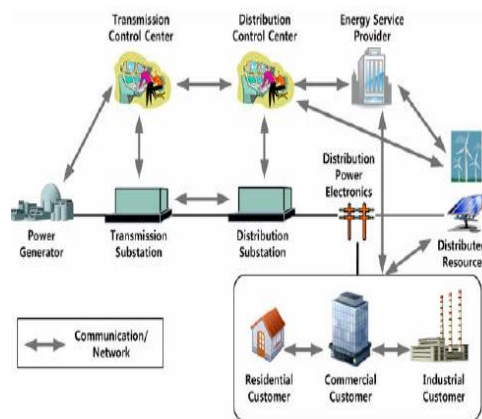 Transmission
Control Center
Distribution
Control Center
Energy Service
Provider
Distribution
Power
Electronics
Power
Generator
Transmission
Substation
Distribution
Substation
Distributed
Resource
Communication/
Network
Residential
Customer
Commercial
Customer
Industrial
Customer